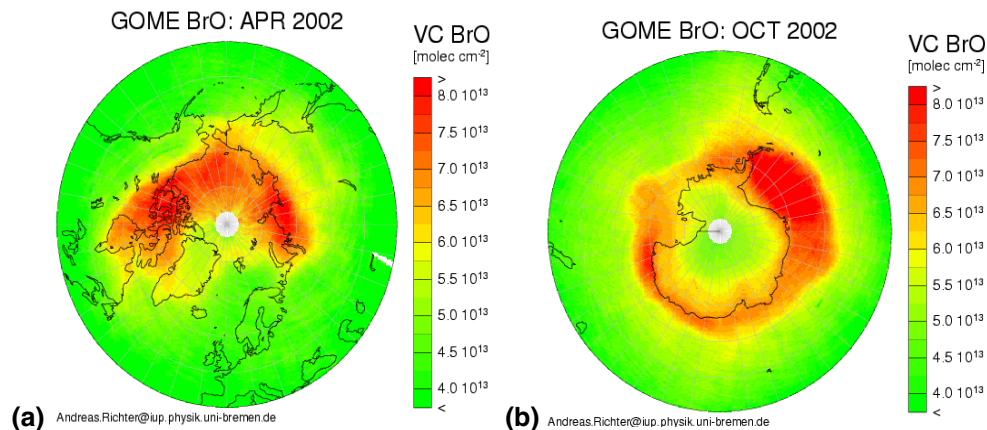 GOME BrO: APR 2002
VC BrO
[molec cm⁻²]
>
8.0 10¹³
7.5 10¹³
7.0 10¹³
6.5 10¹³
6.0 10¹³
5.5 10¹³
5.0 10¹³
4.5 10¹³
4.0 10¹³
<
(a) Andreas.Richter@iup.physik.uni-bremen.de
GOME BrO: OCT 2002
VC BrO
[molec cm⁻²]
>
8.0 10¹³
7.5 10¹³
7.0 10¹³
6.5 10¹³
6.0 10¹³
5.5 10¹³
5.0 10¹³
4.5 10¹³
4.0 10¹³
<
(b) Andreas.Richter@iup.physik.uni-bremen.de